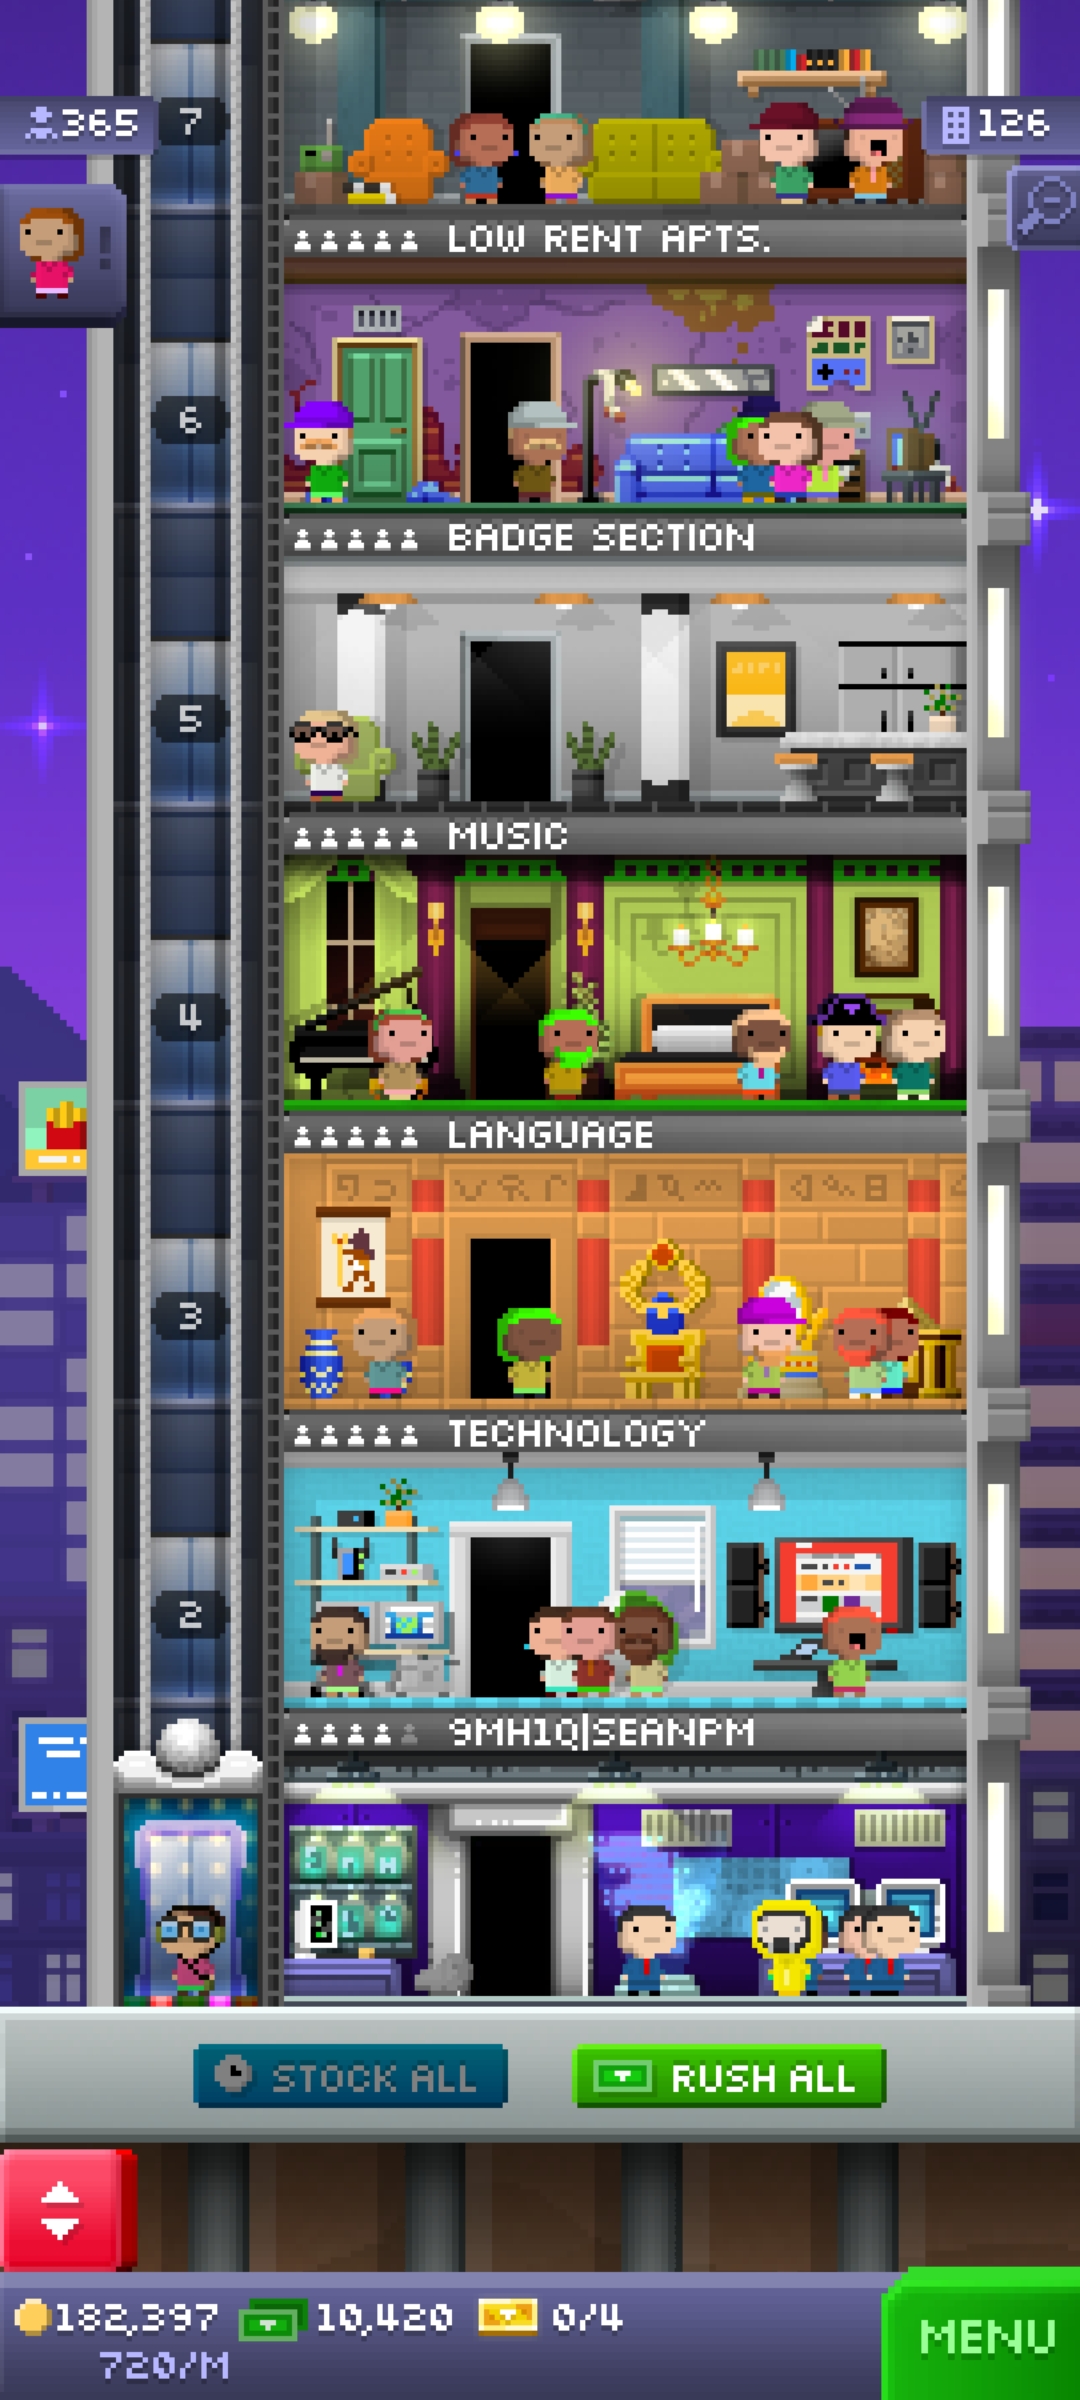 7
365
126
LOW RENT APTS.
6
BADGE SECTION
5
MUSIC
4
LANGUAGE
3
TECHNOLOGY
2
9MH1Q|SEANPM
STOCK ALL
RUSH ALL
182,397
10,420
0/4
720/M
MENU